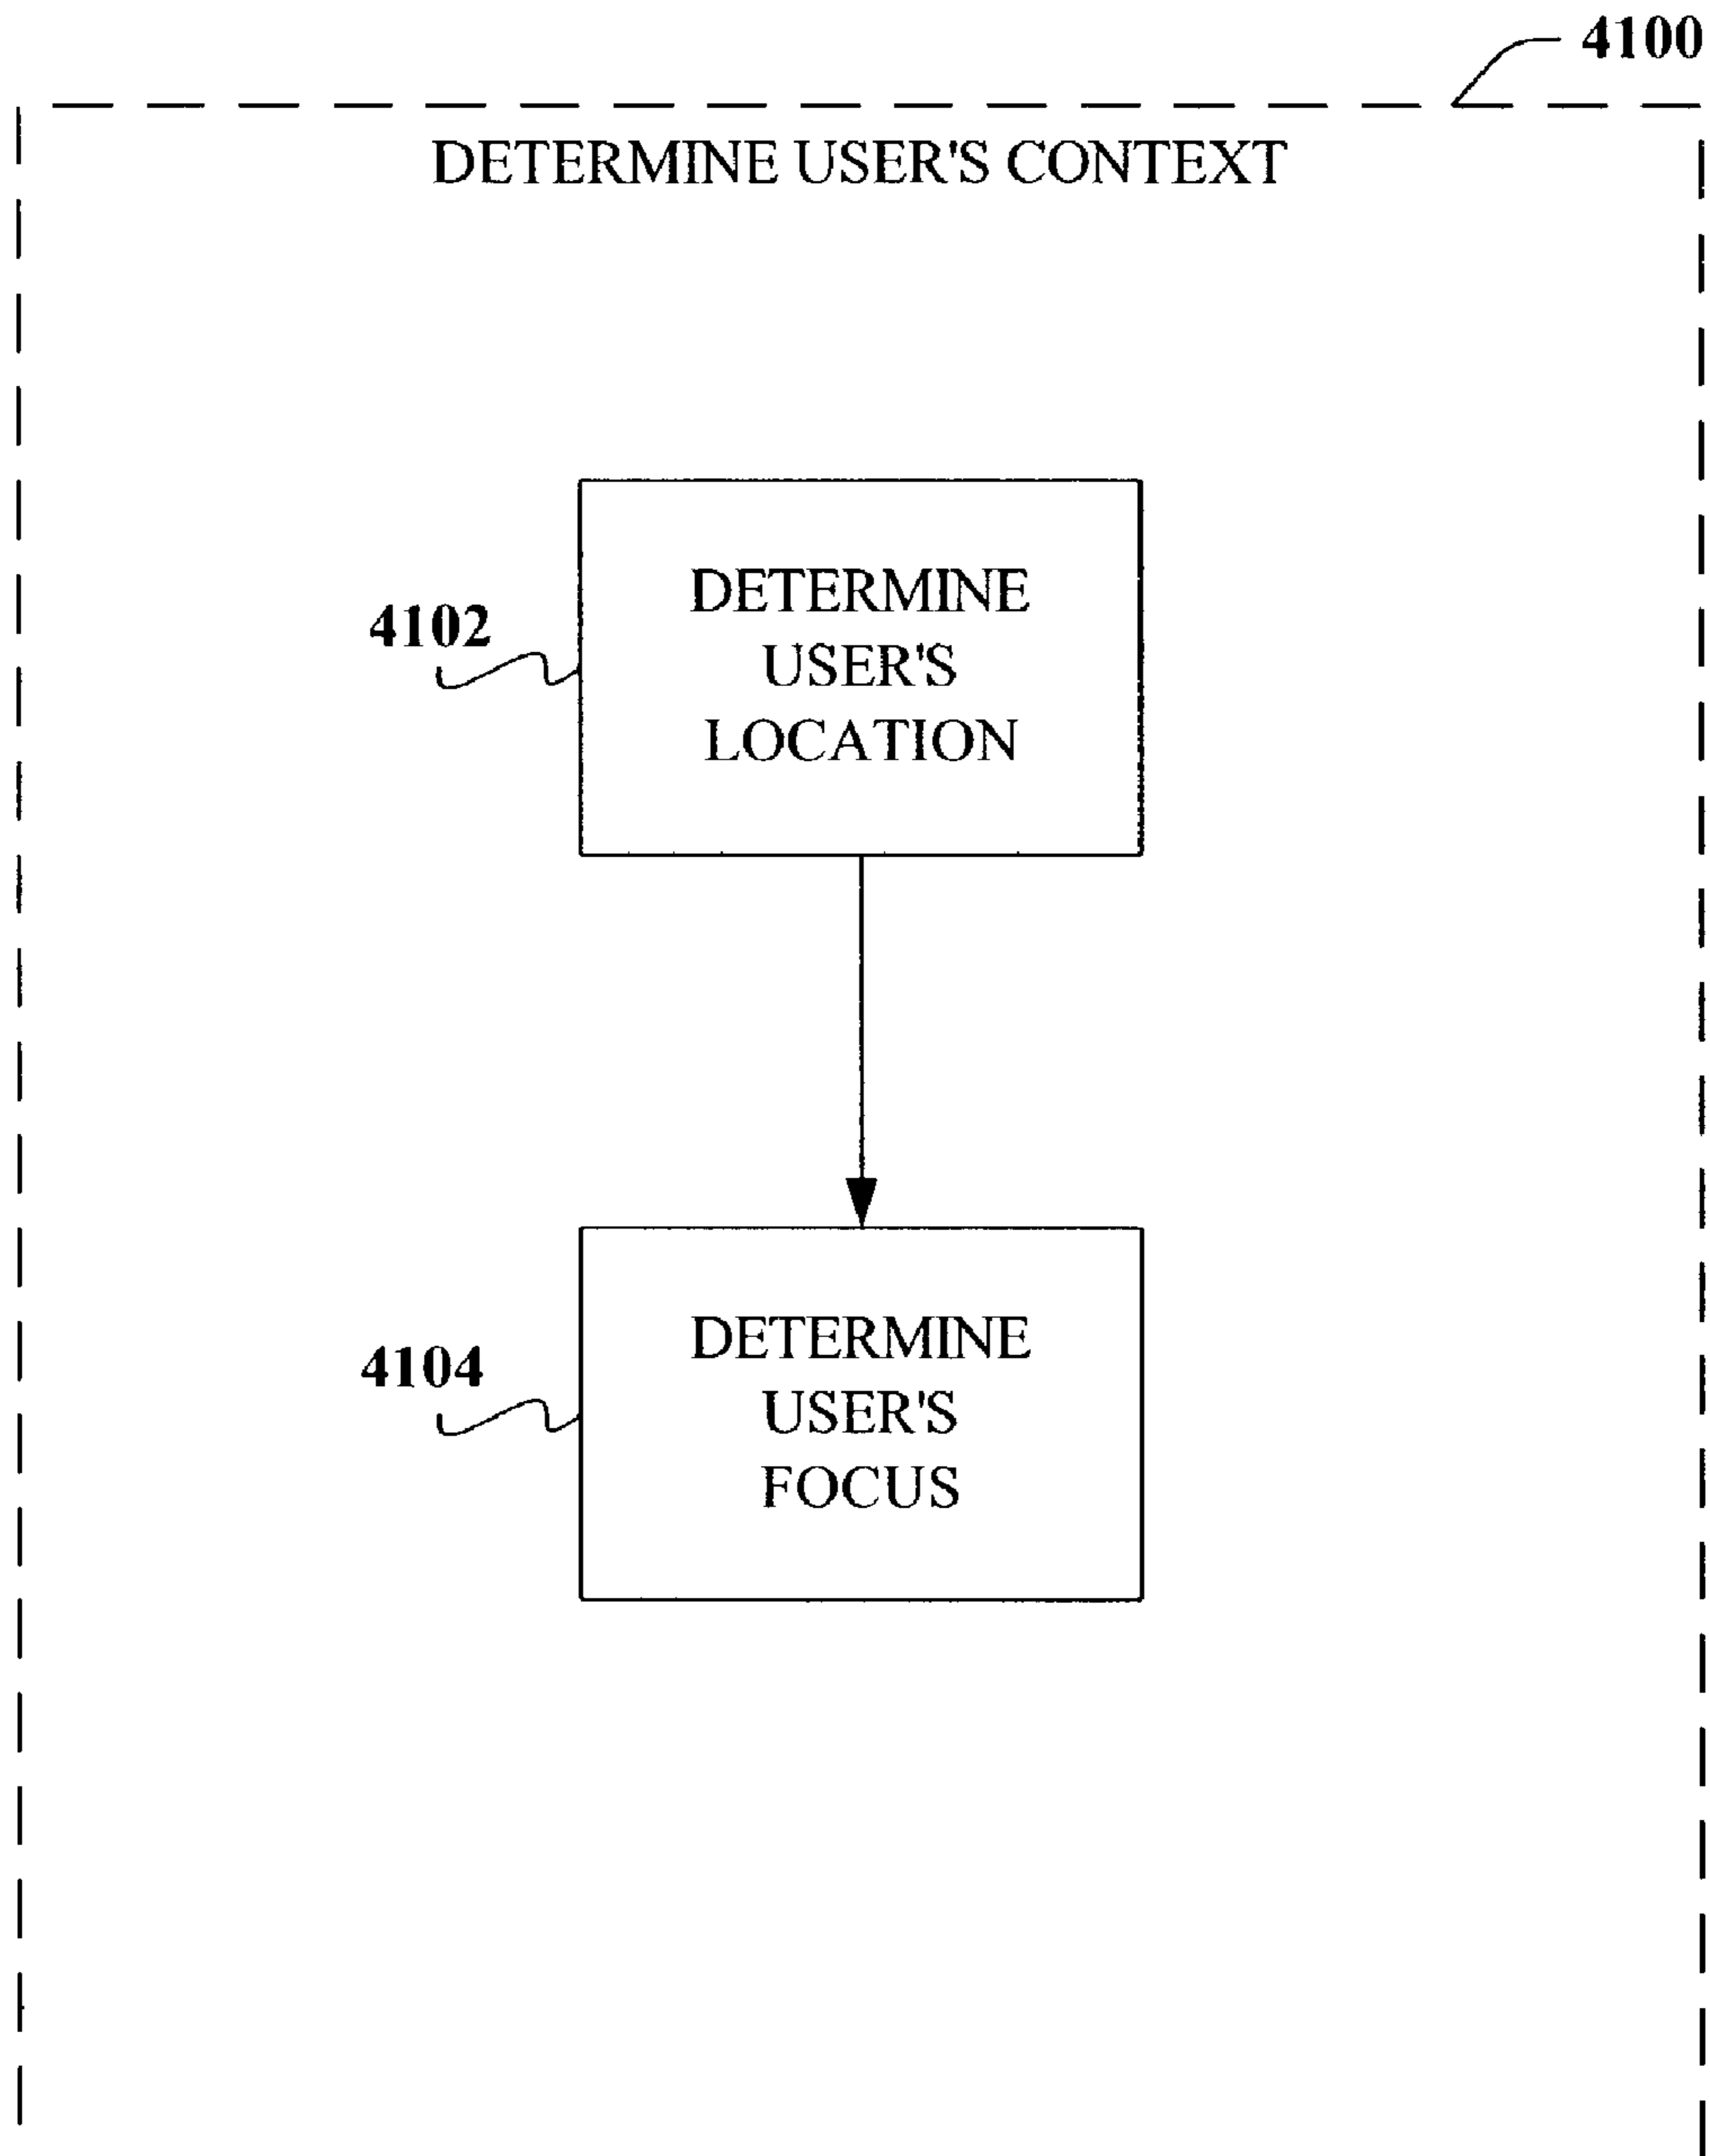 4100
DETERMINE USER'S CONTEXT
4102
DETERMINE
USER'S
LOCATION
4104
DETERMINE
USER'S
FOCUS